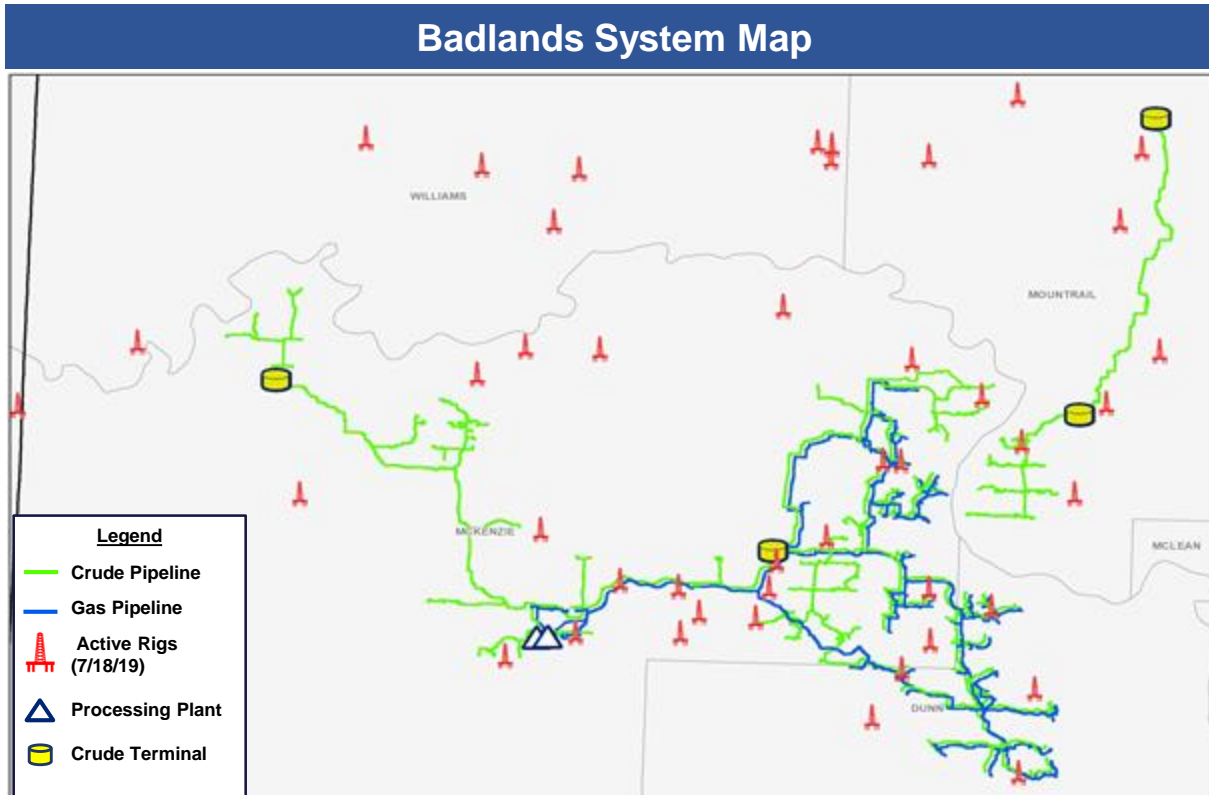 Badlands System Map
WILLIAMS
MOUNTRAIL
MCKENZIE
MCLEAN
DUNN
Legend
Crude Pipeline
Gas Pipeline
Active Rigs
(7/18/19)
Processing Plant
Crude Terminal